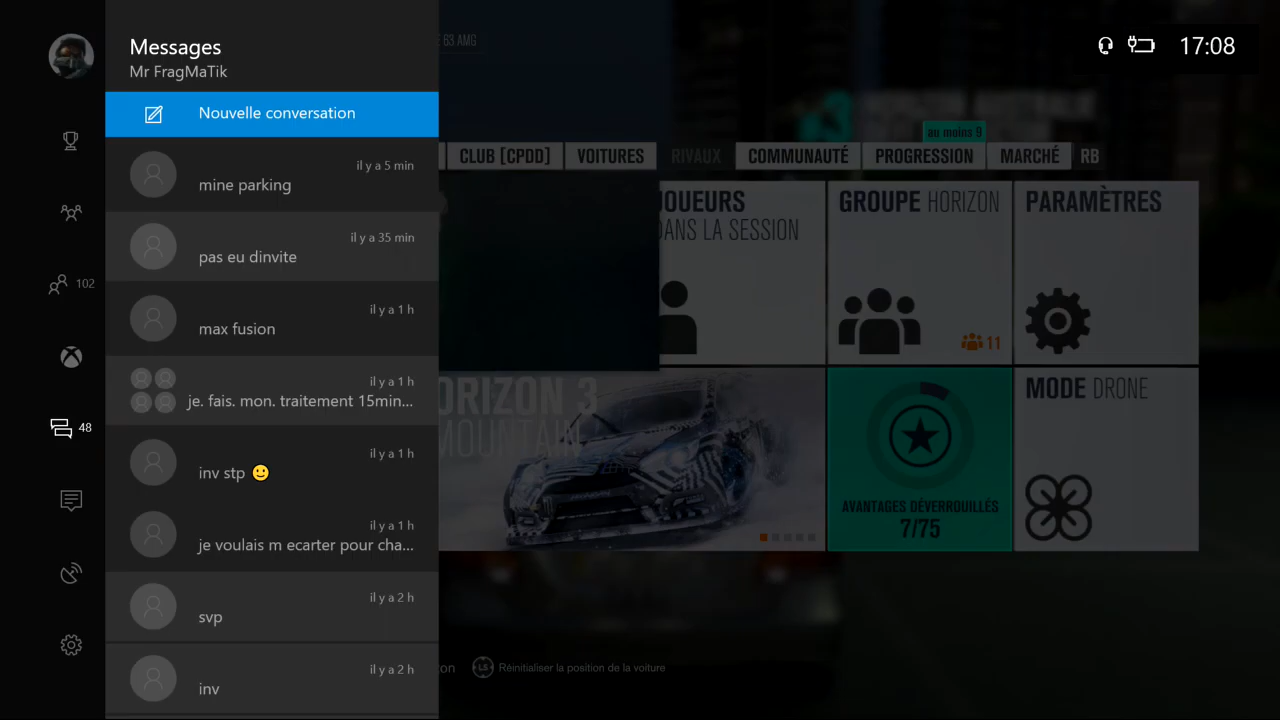 Messages
Mr FragMaTik
Nouvelle conversation
il y a 5 min
mine parking
il y a 35 min
pas eu dinvite
il y a 1 h
max fusion
il y a 1 h
je. fais. mon. traitement 15min...
il y a 1 h
inv stp 🙂
il y a 1 h
je voulais m ecarter pour cha...
il y a 2 h
svp
il y a 2 h
inv
102
48
17:08
63 AMG
au moins 9
CLUB [CPDD] VOITURES RIVAUX COMMUNAUTÉ PROGRESSION MARCHÉ RB
JOUEURS
DANS LA SESSION
GROUPE HORIZON
11
PARAMÈTRES
ORIZON 3
MOUNTAIN
AVANTAGES DÉVERROUILLÉS
7/75
MODE DRONE
on LS Réinitialiser la position de la voiture